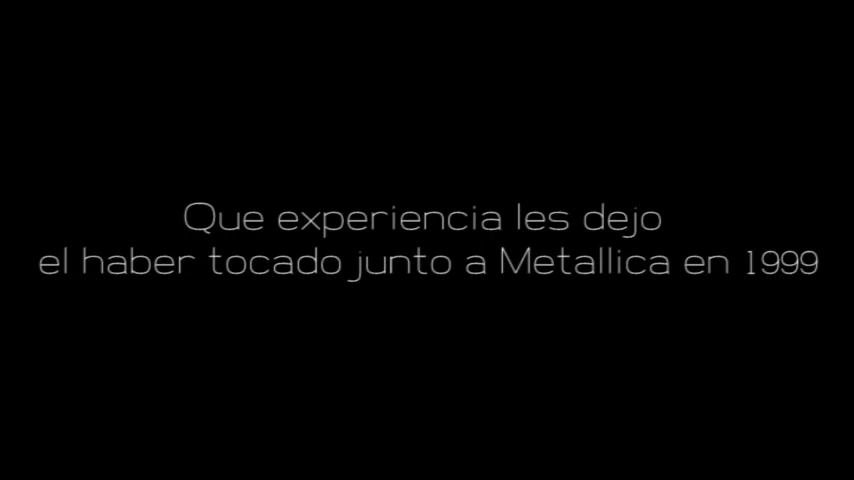 Que experiencia les dejo
el haber tocado junto a Metallica en 1999